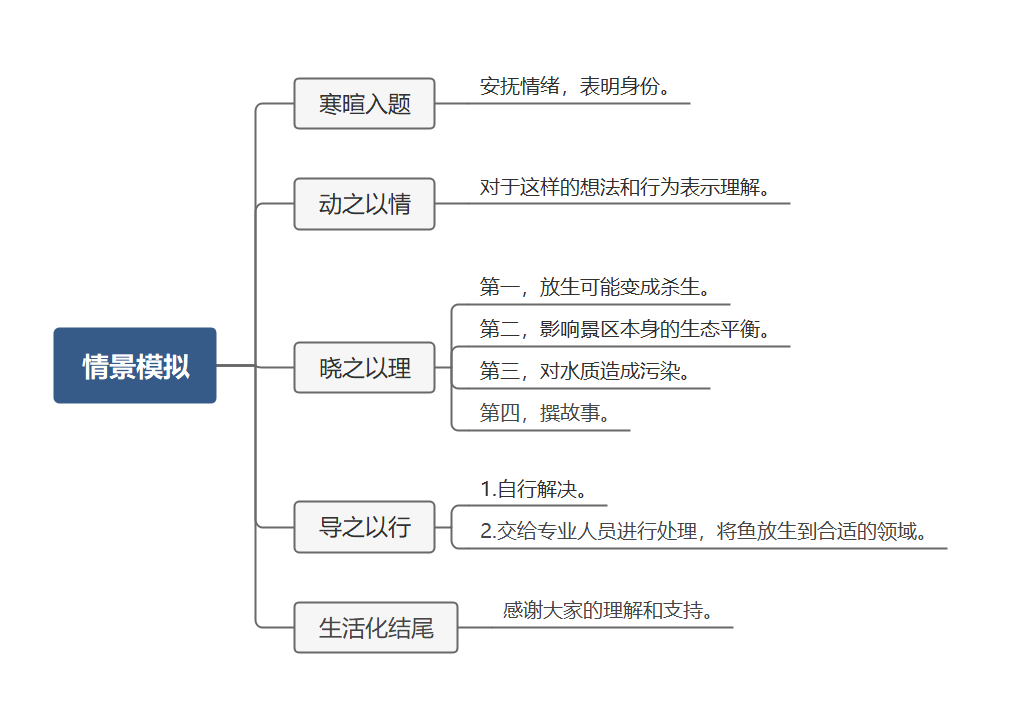 寒暄入题
安抚情绪，表明身份。
动之以情
对于这样的想法和行为表示理解。
情景模拟
晓之以理
第一，放生可能变成杀生。
第二，影响景区本身的生态平衡。
第三，对水质造成污染。
第四，撰故事。
导之以行
1.自行解决。
2.交给专业人员进行处理，将鱼放生到合适的领域。
生活化结尾
感谢大家的理解和支持。